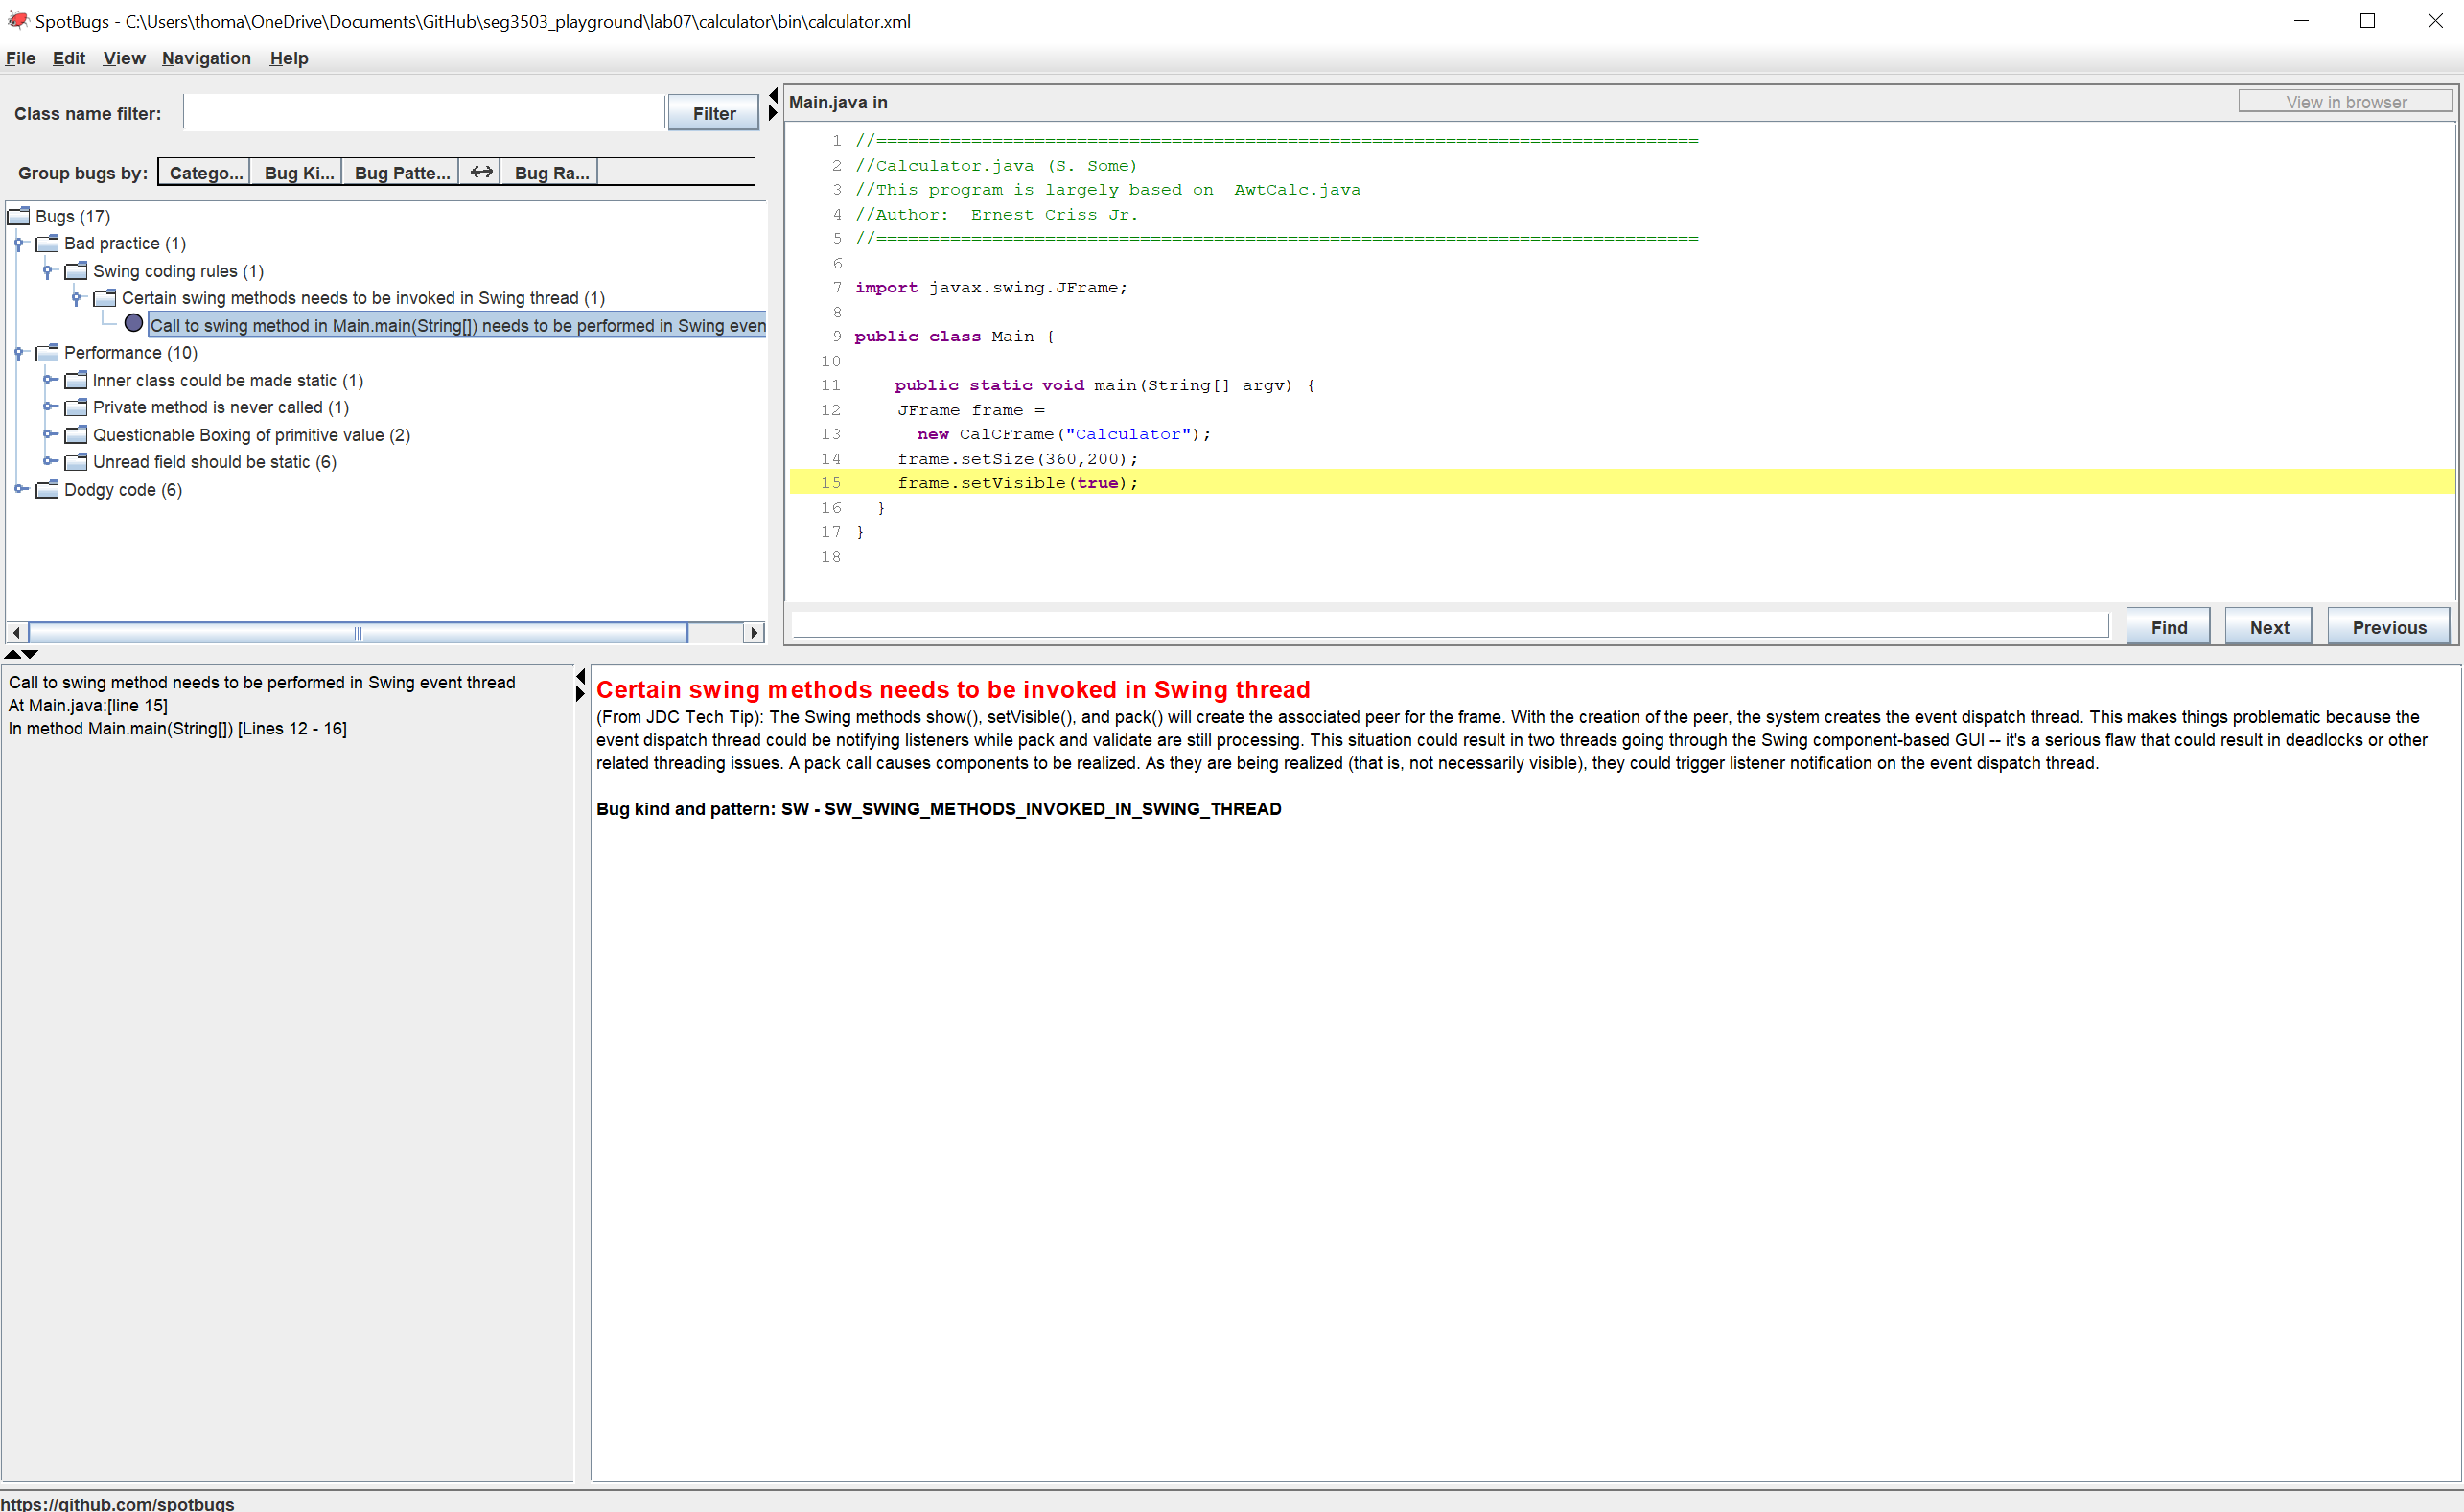 SpotBugs - C:\Users\thoma\OneDrive\Documents\GitHub\seg3503_playground\lab07\calculator\bin\calculator.xml
File Edit View Navigation Help
Class name filter: Filter
Group bugs by: Catego... Bug Ki... Bug Patte... Bug Ra...
Bugs (17)
Bad practice (1)
Swing coding rules (1)
Certain swing methods needs to be invoked in Swing thread (1)
Call to swing method in Main.main(String[]) needs to be performed in Swing even
Performance (10)
Inner class could be made static (1)
Private method is never called (1)
Questionable Boxing of primitive value (2)
Unread field should be static (6)
Dodgy code (6)
Main.java in View in browser
1 //==============================================================================
2 //Calculator.java (S. Some)
3 //This program is largely based on  AwtCalc.java
4 //Author:  Ernest Criss Jr.
5 //==============================================================================
6
7 import javax.swing.JFrame;
8
9 public class Main {
10
11 public static void main(String[] argv) {
12 JFrame frame =
13 new CalCFrame("Calculator");
14 frame.setSize(360,200);
15 frame.setVisible(true);
16 }
17 }
18
Find Next Previous
Call to swing method needs to be performed in Swing event thread
At Main.java:[line 15]
In method Main.main(String[]) [Lines 12 - 16]
Certain swing methods needs to be invoked in Swing thread
(From JDC Tech Tip): The Swing methods show(), setVisible(), and pack() will create the associated peer for the frame. With the creation of the peer, the system creates the event dispatch thread. This makes things problematic because the
event dispatch thread could be notifying listeners while pack and validate are still processing. This situation could result in two threads going through the Swing component-based GUI -- it's a serious flaw that could result in deadlocks or other
related threading issues. A pack call causes components to be realized. As they are being realized (that is, not necessarily visible), they could trigger listener notification on the event dispatch thread.
Bug kind and pattern: SW - SW_SWING_METHODS_INVOKED_IN_SWING_THREAD
https://github.com/spotbugs